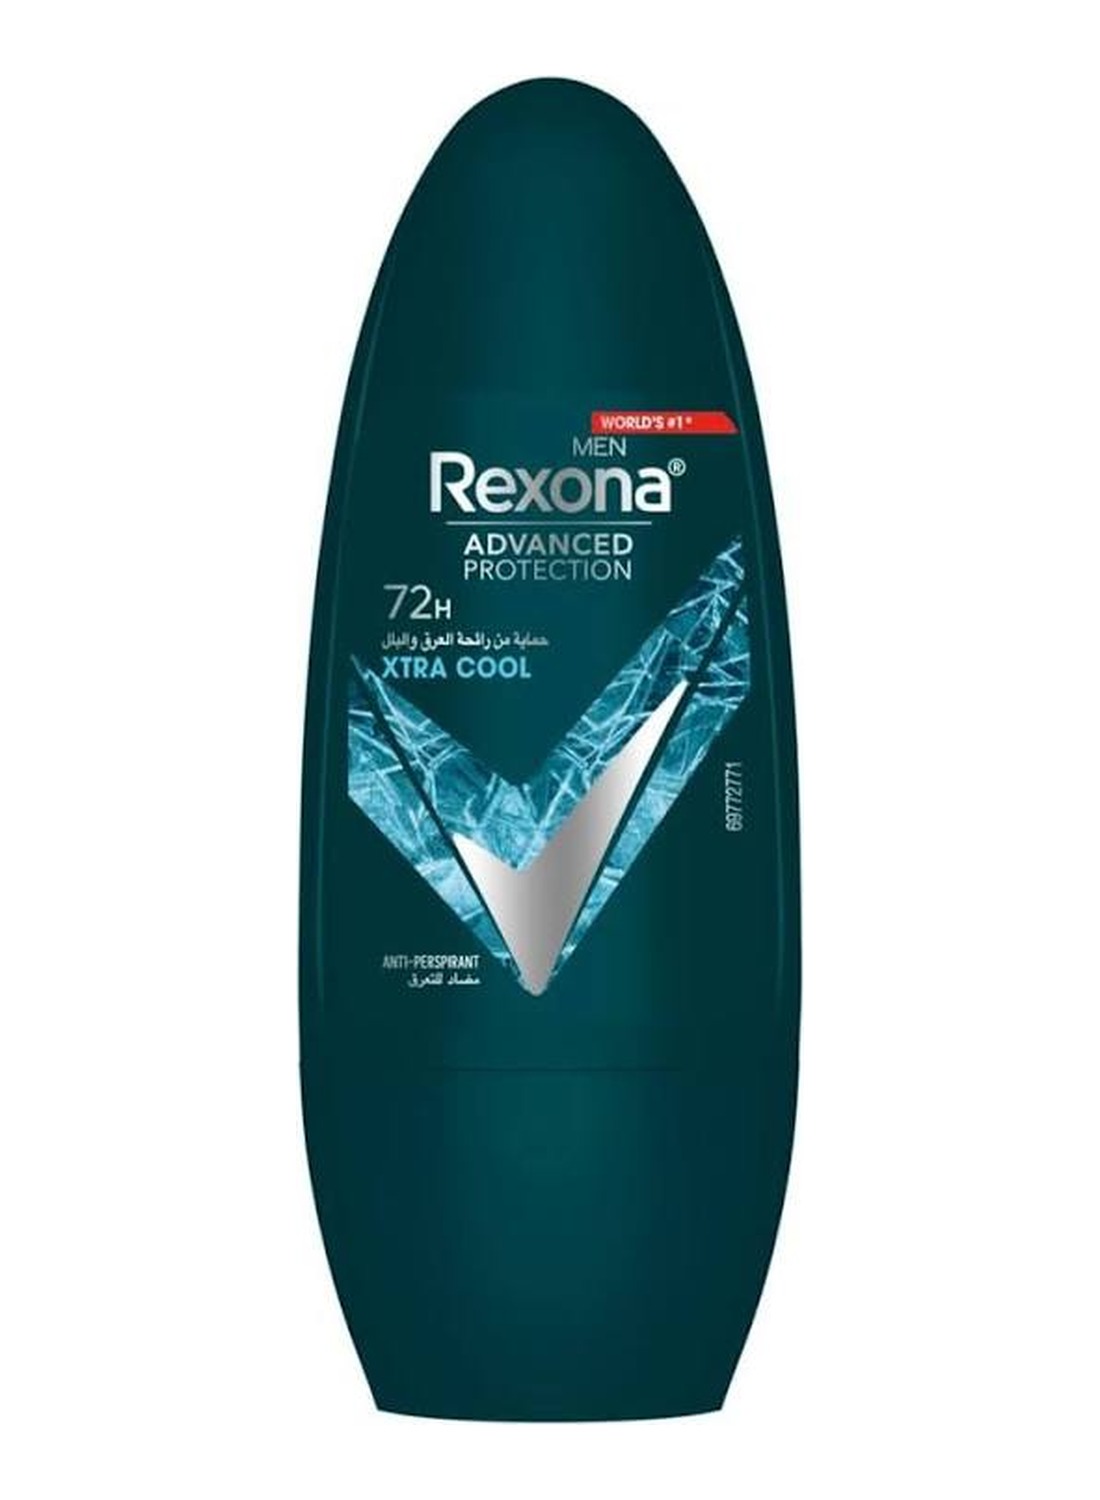 WORLD'S #1*
MEN
Rexona®
ADVANCED
PROTECTION
72H
حماية من رائحة العرق والبلل
XTRA COOL
69772771
ANTI-PERSPIRANT
مضاد للتعرق